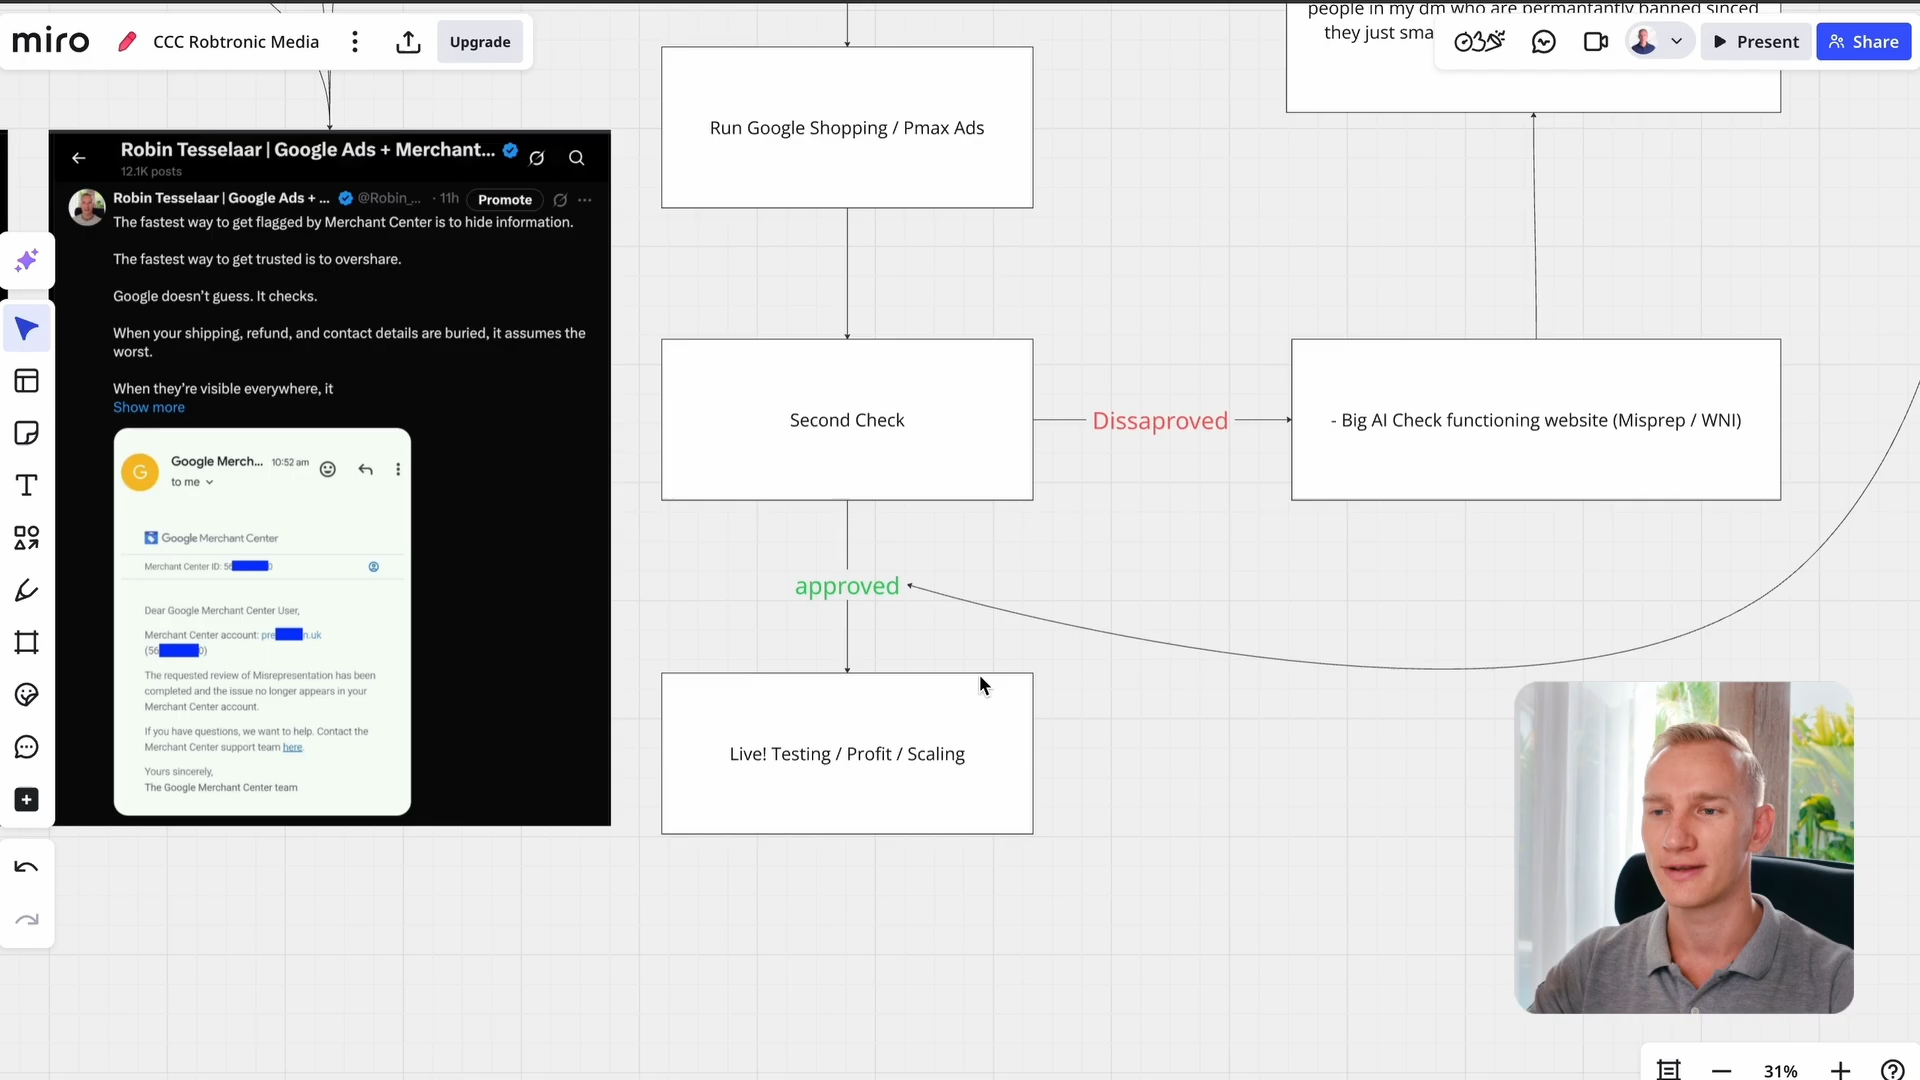 miro
CCC Robtronic Media
Upgrade
people in my dm who are permantantly banned sinced
they just sma
Present
Share
Run Google Shopping / Pmax Ads
Robin Tesselaar | Google Ads + Merchant...
12.1K posts
Robin Tesselaar | Google Ads + ... @Robin_... · 11h Promote
The fastest way to get flagged by Merchant Center is to hide information.
The fastest way to get trusted is to overshare.
Google doesn't guess. It checks.
When your shipping, refund, and contact details are buried, it assumes the
worst.
When they're visible everywhere, it
Show more
G
Google Merch... 10:52 am
to me
Google Merchant Center
Merchant Center ID: 56 0
Dear Google Merchant Center User,
Merchant Center account: pre n.uk
(56 0)
The requested review of Misrepresentation has been
completed and the issue no longer appears in your
Merchant Center account.
If you have questions, we want to help. Contact the
Merchant Center support team here.
Yours sincerely,
The Google Merchant Center team
Second Check
Dissaproved
- Big AI Check functioning website (Misprep / WNI)
approved
Live! Testing / Profit / Scaling
31%